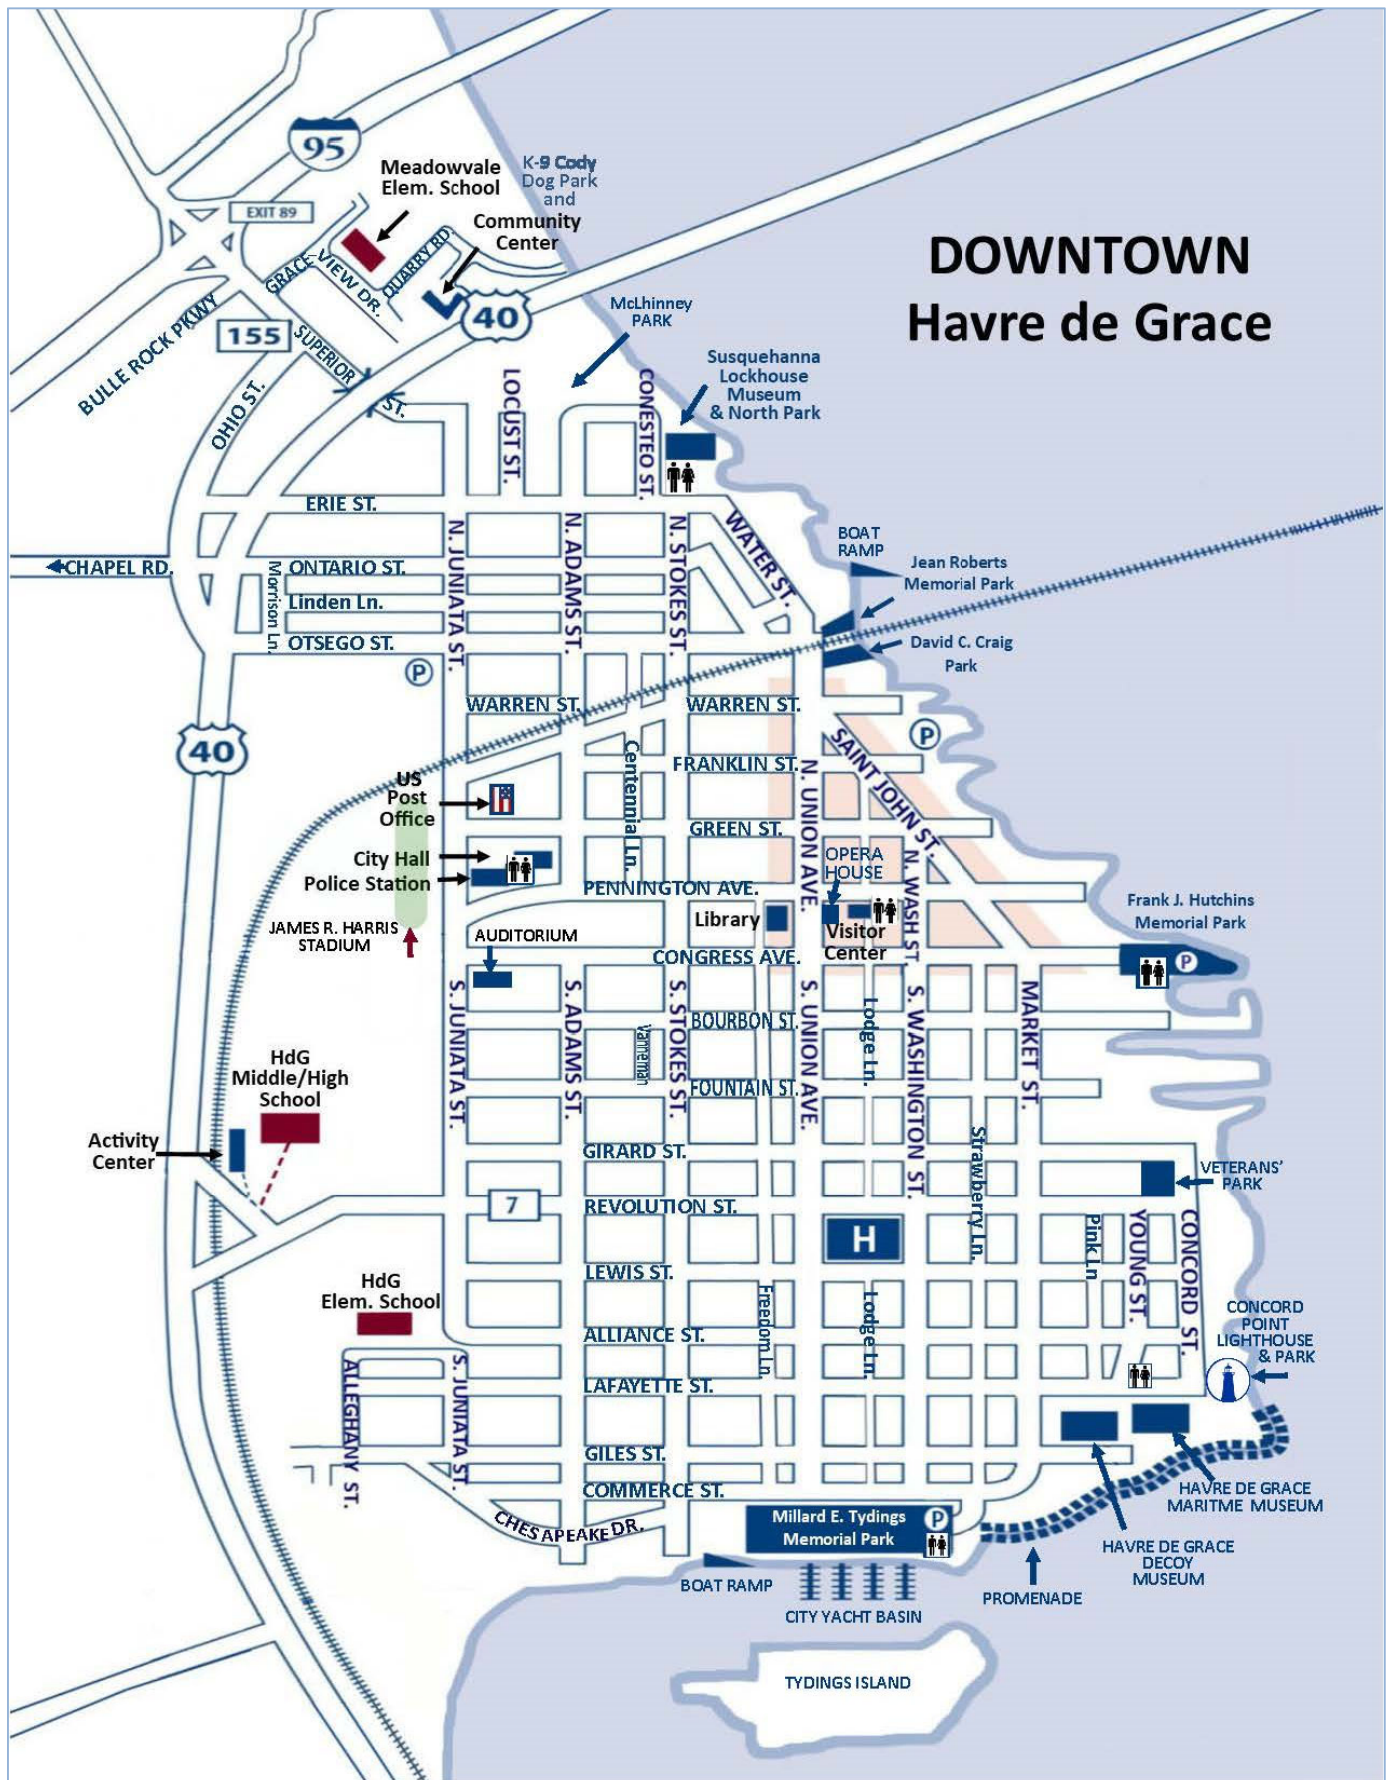 95
EXIT 89
Meadowvale
Elem. School
K-9 Cody
Dog Park
and
Community
Center
DOWNTOWN
Havre de Grace
GRACE-VIEW DR.
QUARRY RD.
BULLE ROCK PKWY
155
SUPERIOR
ST.
40
McLhinney
PARK
Susquehanna
Lockhouse
Museum
& North Park
OHIO ST.
LOCUST ST.
CONESTEO ST.
ERIE ST.
WATER ST.
BOAT
RAMP
Jean Roberts
Memorial Park
David C. Craig
Park
CHAPEL RD.
Morrison Ln.
ONTARIO ST.
Linden Ln.
OTSEGO ST.
N. JUNIATA ST.
N. ADAMS ST.
N. STOKES ST.
P
WARREN ST.
WARREN ST.
P
40
SAINT JOHN ST.
US
Post
Office
Centennial Ln.
FRANKLIN ST.
N. UNION AVE.
GREEN ST.
City Hall
Police Station
OPERA
HOUSE
N. WASH ST.
PENNINGTON AVE.
JAMES R. HARRIS
STADIUM
AUDITORIUM
Library
Visitor
Center
Frank J. Hutchins
Memorial Park
P
CONGRESS AVE.
S. JUNIATA ST.
S. ADAMS ST.
S. STOKES ST.
S. UNION AVE.
Lodge Ln.
S. WASHINGTON ST.
MARKET ST.
BOURBON ST.
Vanneman
HdG
Middle/High
School
FOUNTAIN ST.
Activity
Center
GIRARD ST.
Strawberry Ln.
VETERANS'
PARK
7
REVOLUTION ST.
H
Pink Ln
YOUNG ST.
CONCORD ST.
LEWIS ST.
HdG
Elem. School
Freedom Ln.
Lodge Ln.
CONCORD
POINT
LIGHTHOUSE
& PARK
ALLIANCE ST.
ALLEGHANY ST.
S. JUNIATA ST.
LAFAYETTE ST.
GILES ST.
COMMERCE ST.
HAVRE DE GRACE
MARITME MUSEUM
CHESAPEAKE DR.
Millard E. Tydings
Memorial Park
P
HAVRE DE GRACE
DECOY
MUSEUM
BOAT RAMP
PROMENADE
CITY YACHT BASIN
TYDINGS ISLAND